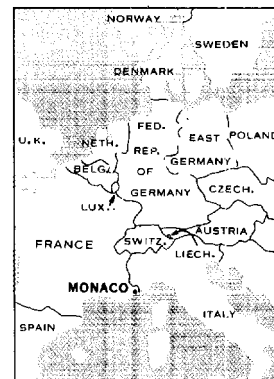 NORWAY
SWEDEN
DENMARK
U.K.
NETH.
FED.
REP.
OF
GERMANY
EAST
GERMANY
POLAND
BELG.
LUX.
CZECH.
FRANCE
SWITZ.
AUSTRIA
LIECH.
MONACO
SPAIN
ITALY